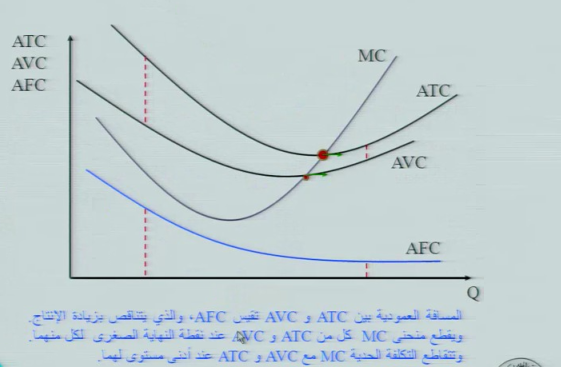 ATC
AVC
AFC
MC
ATC
AVC
AFC
Q
المسافة العمودية بين ATC و AVC تقيس AFC، والذي يتناقص بزيادة الإنتاج.
ويقطع منحنى MC كل من ATC و AVC عند نقطة النهاية الصغرى لكل منهما.
وتتقاطع التكلفة الحدية MC مع AVC و ATC عند أدنى مستوى لهما.